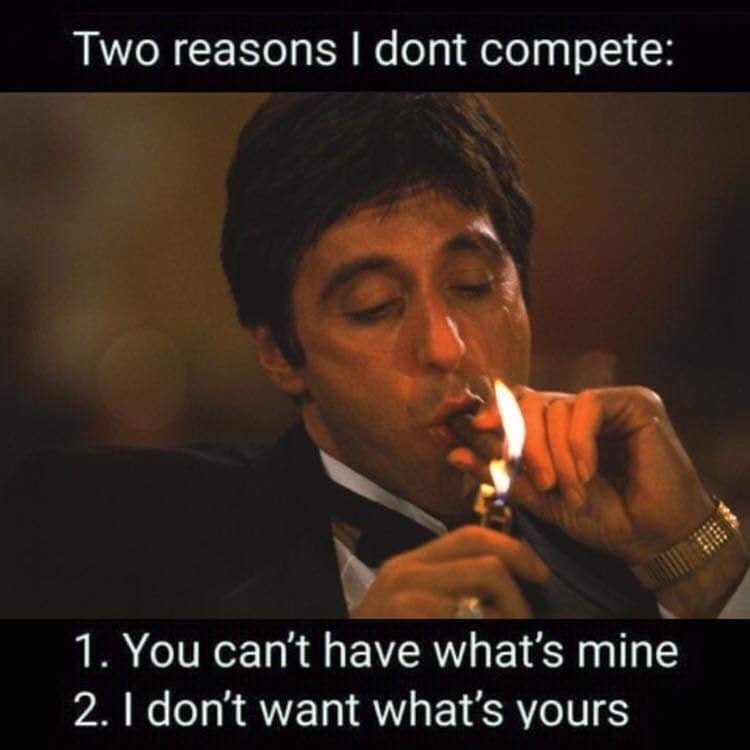 Two reasons I dont compete:
1. You can't have what's mine
2. I don't want what's yours